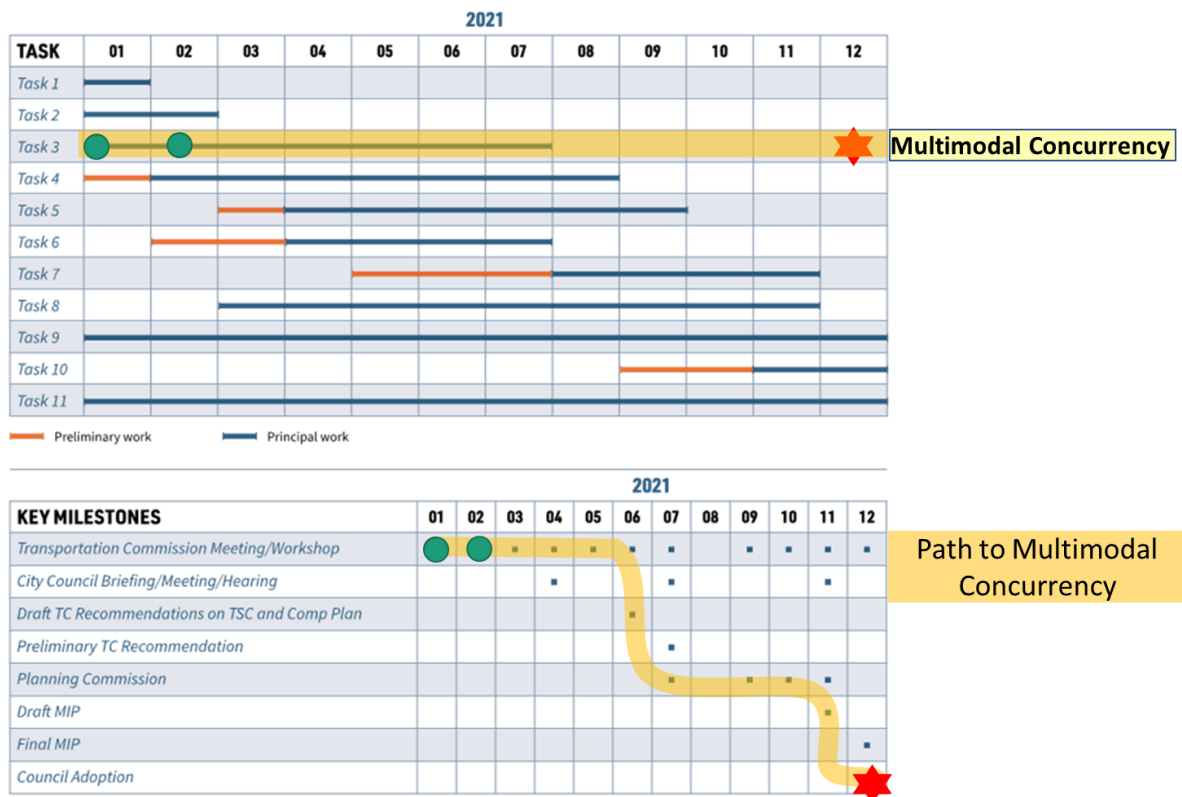 2021
TASK 01 02 03 04 05 06 07 08 09 10 11 12
Task 1
Task 2
Task 3
Multimodal Concurrency
Task 4
Task 5
Task 6
Task 7
Task 8
Task 9
Task 10
Task 11
Preliminary work Principal work
2021
KEY MILESTONES 01 02 03 04 05 06 07 08 09 10 11 12
Transportation Commission Meeting/Workshop
Path to Multimodal
Concurrency
City Council Briefing/Meeting/Hearing
Draft TC Recommendations on TSC and Comp Plan
Preliminary TC Recommendation
Planning Commission
Draft MIP
Final MIP
Council Adoption